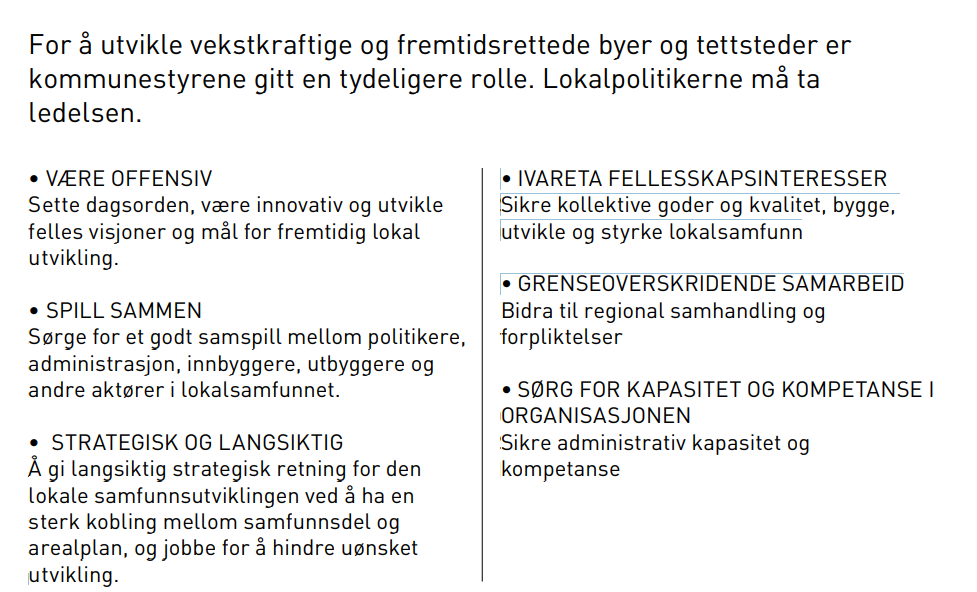 For å utvikle vekstkraftige og fremtidsrettede byer og tettsteder er
kommunestyrene gitt en tydeligere rolle. Lokalpolitikerne må ta
ledelsen.
• VÆRE OFFENSIV
Sette dagsorden, være innovativ og utvikle
felles visjoner og mål for fremtidig lokal
utvikling.
• SPILL SAMMEN
Sørge for et godt samspill mellom politikere,
administrasjon, innbyggere, utbyggere og
andre aktører i lokalsamfunnet.
• STRATEGISK OG LANGSIKTIG
Å gi langsiktig strategisk retning for den
lokale samfunnsutviklingen ved å ha en
sterk kobling mellom samfunnsdel og
arealplan, og jobbe for å hindre uønsket
utvikling.
• IVARETA FELLESSKAPSINTERESSER
Sikre kollektive goder og kvalitet, bygge,
utvikle og styrke lokalsamfunn
• GRENSEOVERSKRIDENDE SAMARBEID
Bidra til regional samhandling og
forpliktelser
• SØRG FOR KAPASITET OG KOMPETANSE I
ORGANISASJONEN
Sikre administrativ kapasitet og
kompetanse